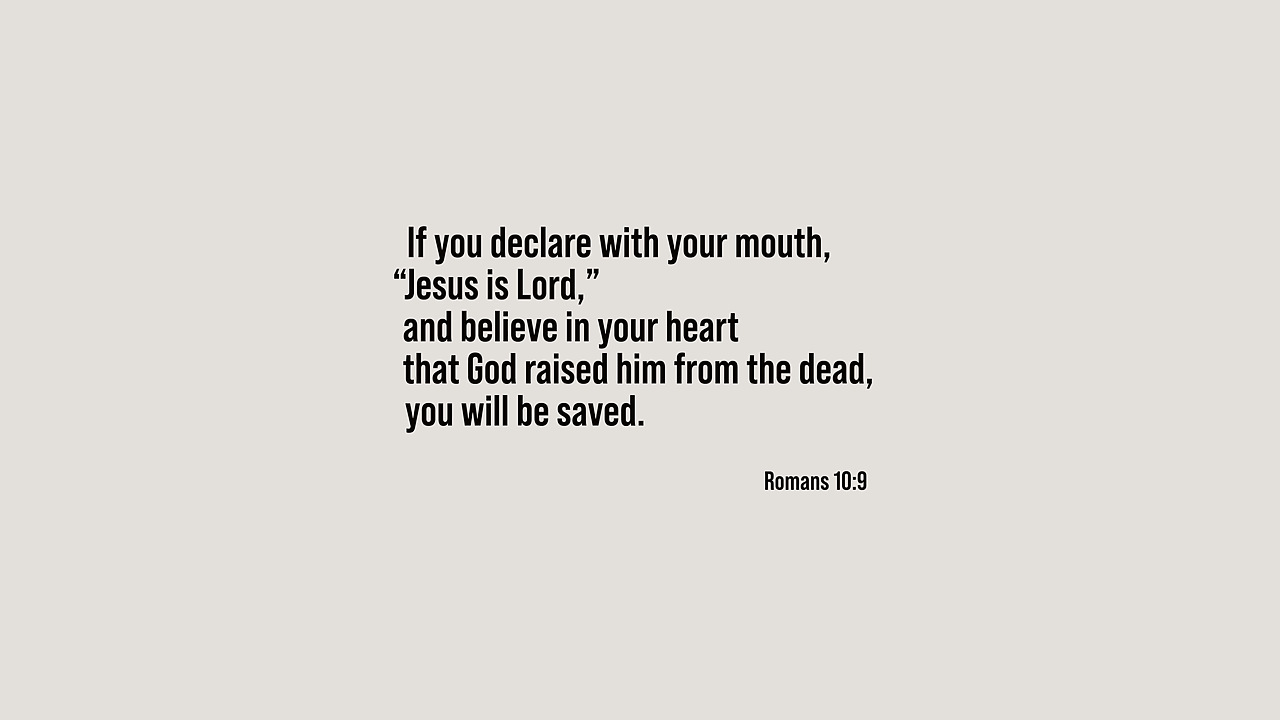 If you declare with your mouth,
“Jesus is Lord,”
and believe in your heart
that God raised him from the dead,
you will be saved.
Romans 10:9